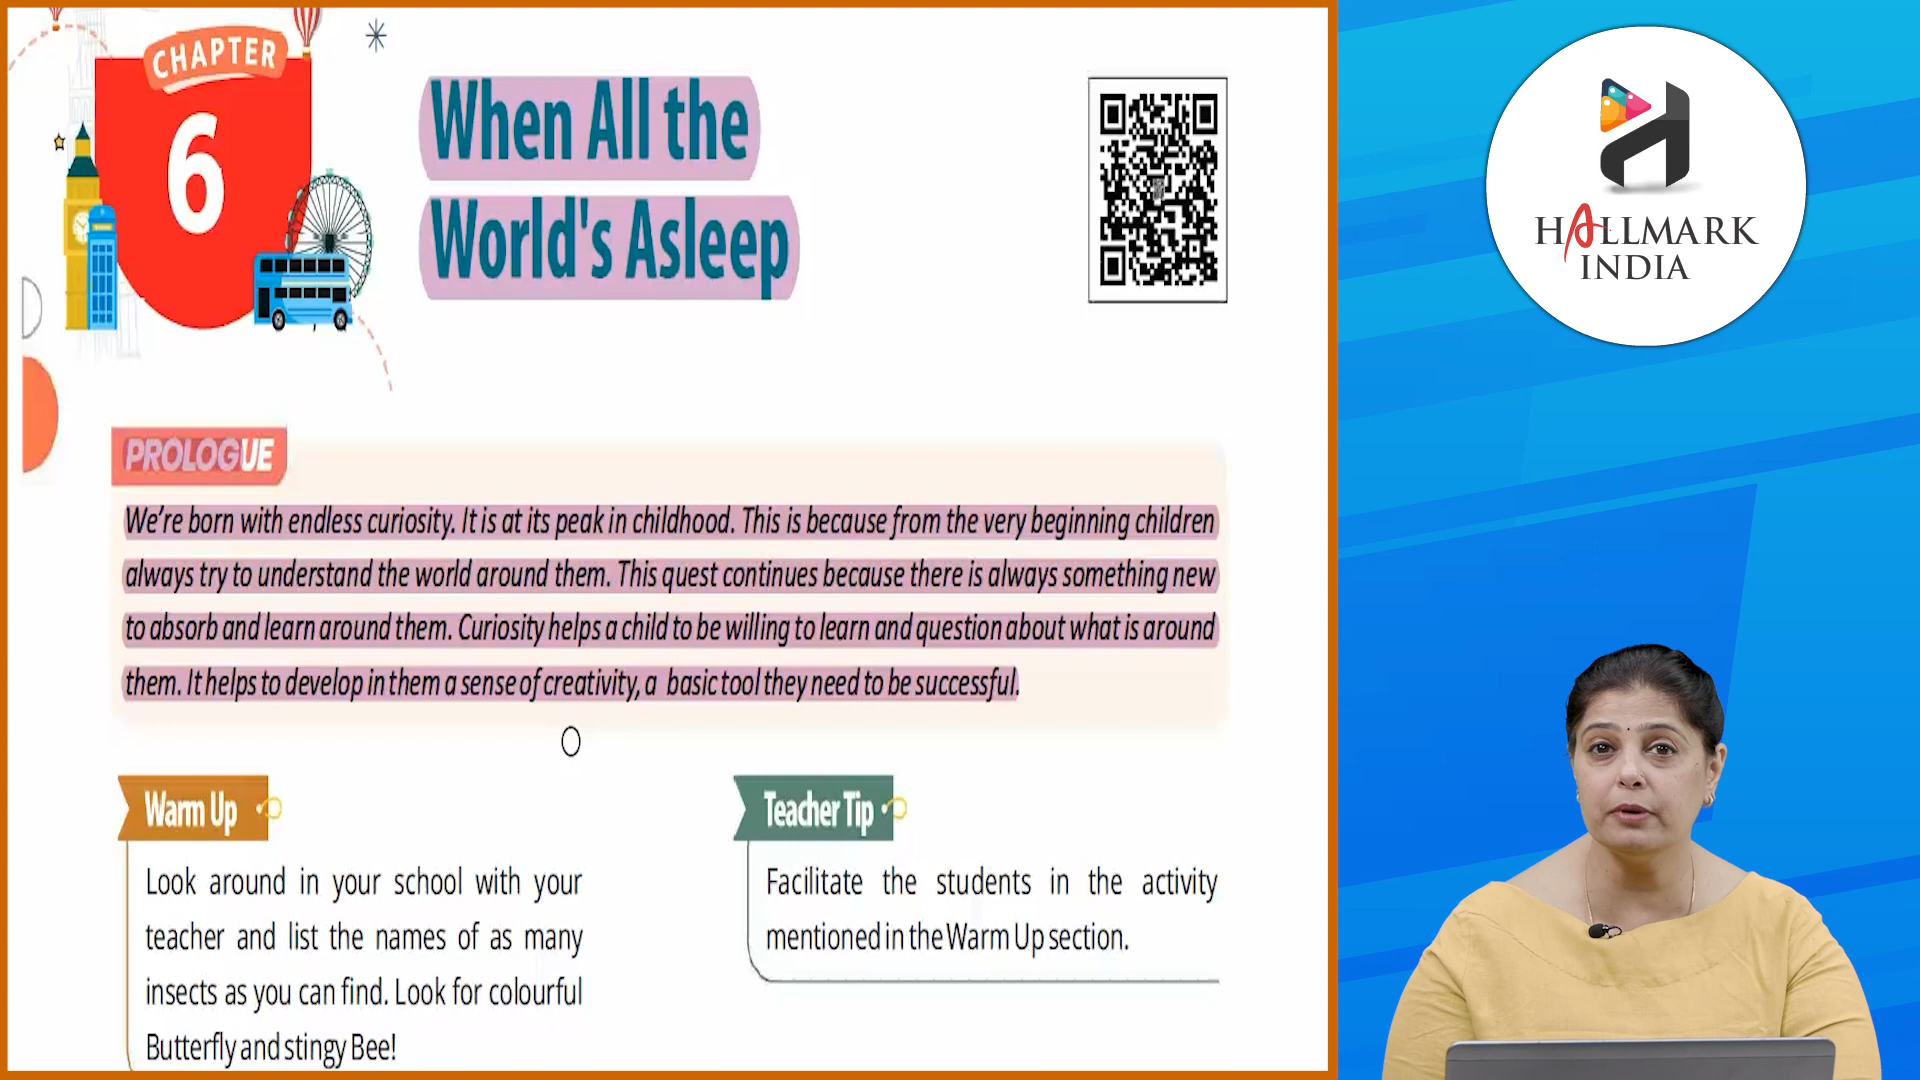 CHAPTER
6
When All the
World's Asleep
PROLOGUE
We're born with endless curiosity. It is at its peak in childhood. This is because from the very beginning children
always try to understand the world around them. This quest continues because there is always something new
to absorb and learn around them. Curiosity helps a child to be willing to learn and question about what is around
them. It helps to develop in them a sense of creativity, a basic tool they need to be successful.
Warm Up
Look around in your school with your
teacher and list the names of as many
insects as you can find. Look for colourful
Butterfly and stingy Bee!
Teacher Tip
Facilitate the students in the activity
mentioned in the Warm Up section.
HALLMARK
INDIA